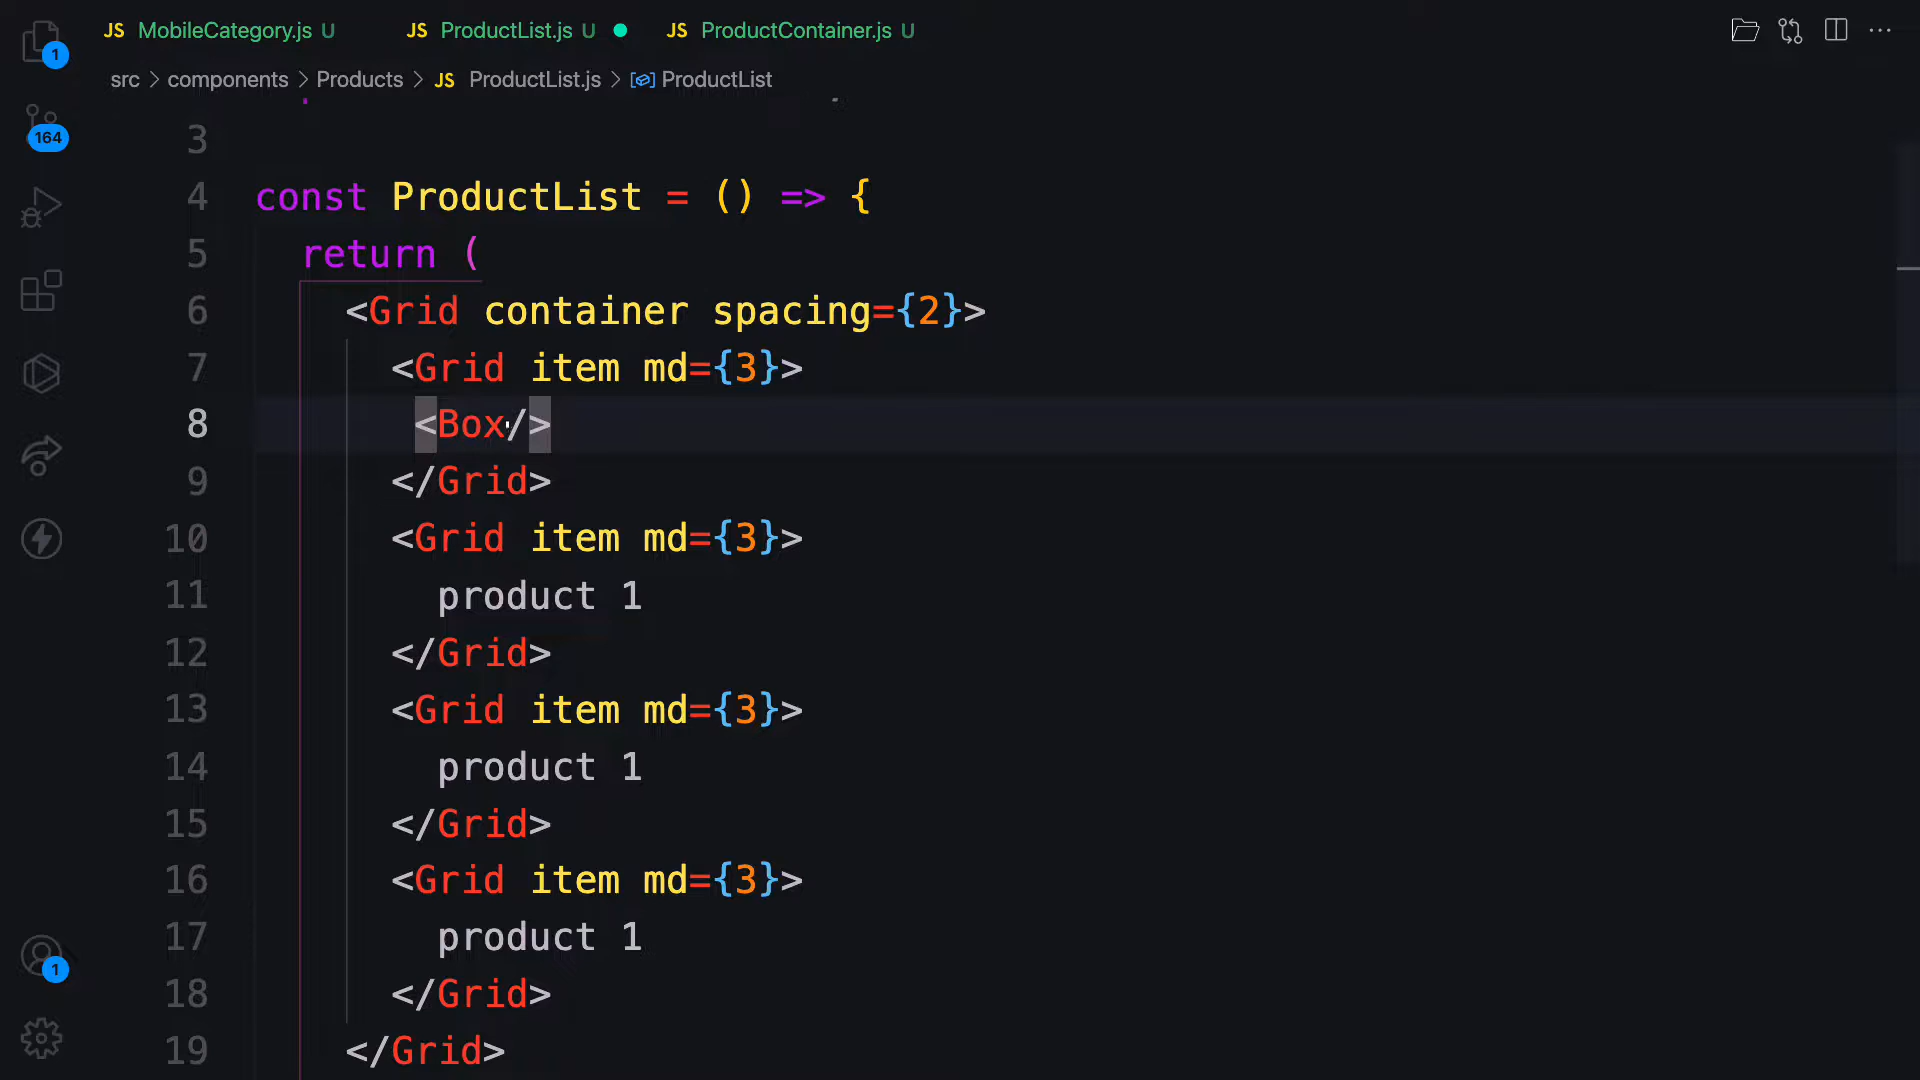 JS MobileCategory.js U JS ProductList.js U JS ProductContainer.js U
src > components > Products > JS ProductList.js > ProductList
1
164
1
3
4 const ProductList = () => {
5 return (
6 <Grid container spacing={2}>
7 <Grid item md={3}>
8 <Box/>
9 </Grid>
10 <Grid item md={3}>
11 product 1
12 </Grid>
13 <Grid item md={3}>
14 product 1
15 </Grid>
16 <Grid item md={3}>
17 product 1
18 </Grid>
19 </Grid>